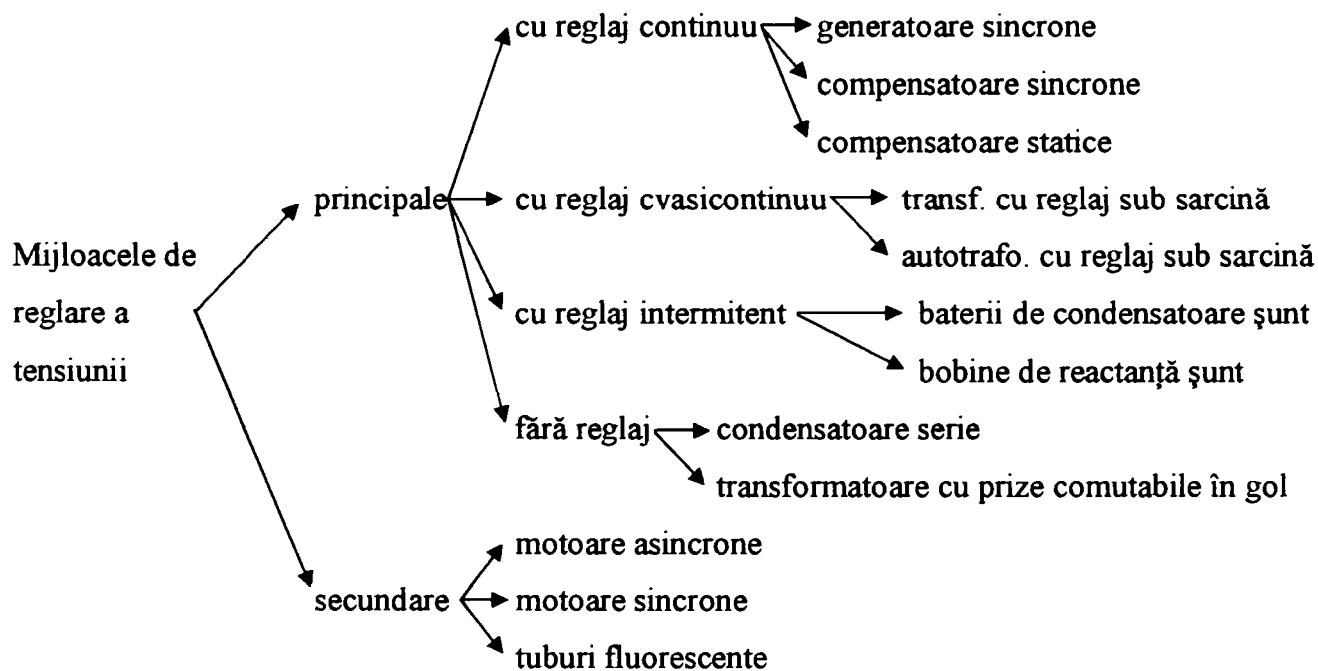 Mijloacele de
reglare a
tensiunii
principale
cu reglaj continuu
generatoare sincrone
compensatoare sincrone
compensatoare statice
cu reglaj cvasicontinuu
transf. cu reglaj sub sarcină
autotrafo. cu reglaj sub sarcină
cu reglaj intermitent
baterii de condensatoare şunt
bobine de reactanţă şunt
fără reglaj
condensatoare serie
transformatoare cu prize comutabile în gol
secundare
motoare asincrone
motoare sincrone
tuburi fluorescente